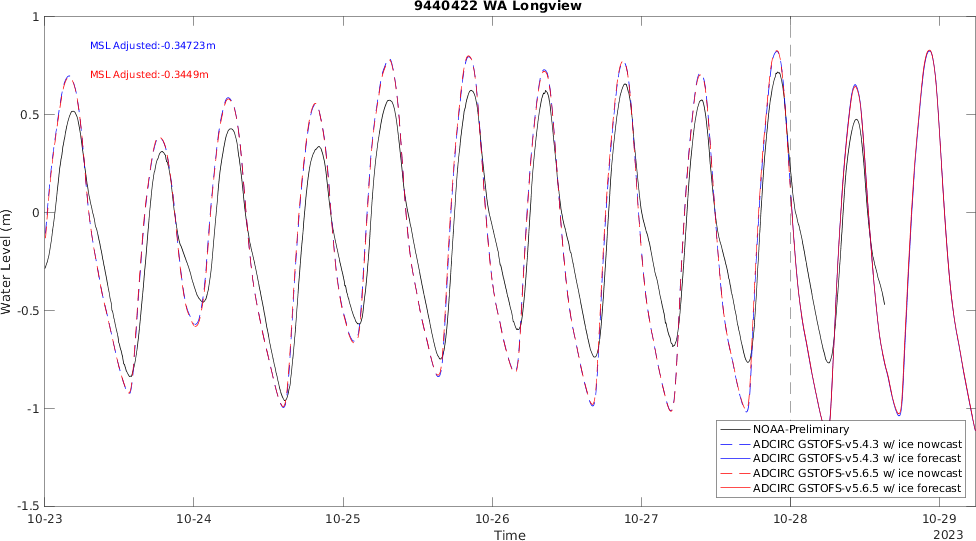 9440422 WA Longview
MSL Adjusted:-0.34723m
MSL Adjusted:-0.3449m
1
0.5
0
-0.5
-1
-1.5
Water Level (m)
NOAA-Preliminary
ADCIRC GSTOFS-v5.4.3 w/ ice nowcast
ADCIRC GSTOFS-v5.4.3 w/ ice forecast
ADCIRC GSTOFS-v5.6.5 w/ ice nowcast
ADCIRC GSTOFS-v5.6.5 w/ ice forecast
10-23 10-24 10-25 10-26 10-27 10-28 10-29
2023
Time